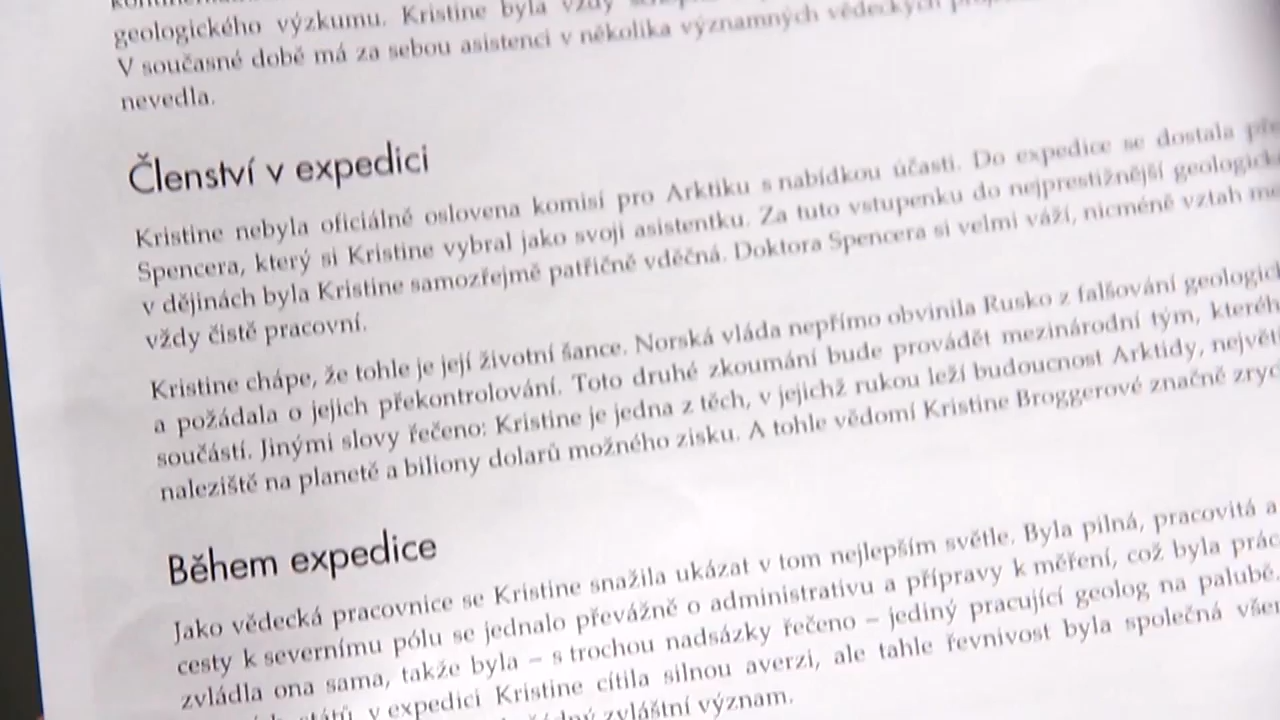 geologického výzkumu. Kristine byla vždy
V současné době má za sebou asistenci v několika významných vědeckých
nevedla.
Členství v expedici
Kristine nebyla oficiálně oslovena komisí pro Arktiku s nabídkou účasti. Do expedice se dostala
Spencera, který si Kristine vybral jako svoji asistentku. Za tuto vstupenku do nejprestižnější geologick
v dějinách byla Kristine samozřejmě patřičně vděčná. Doktora Spencera si velmi váží, nicméně vztah
vždy čistě pracovní.
Kristine chápe, že tohle je její životní šance. Norská vláda nepřímo obvinila Rusko z falšování geologic
a požádala o jejich překontrolování. Toto druhé zkoumání bude provádět mezinárodní tým, kteréh
součástí. Jinými slovy řečeno: Kristine je jedna z těch, v jejichž rukou leží budoucnost Arktidy, největ
naleziště na planetě a biliony dolarů možného zisku. A tohle vědomí Kristine Broggerové značně zryc
Během expedice
Jako vědecká pracovnice se Kristine snažila ukázat v tom nejlepším světle. Byla pilná, pracovitá a
cesty k severnímu pólu se jednalo převážně o administrativu a přípravy k měření, což byla prác
zvládla ona sama, takže byla – s trochou nadsázky řečeno – jediný pracující geolog na palubě.
států v expedici Kristine cítila silnou averzi, ale tahle řevnivost byla společná všem
zvláštní význam.